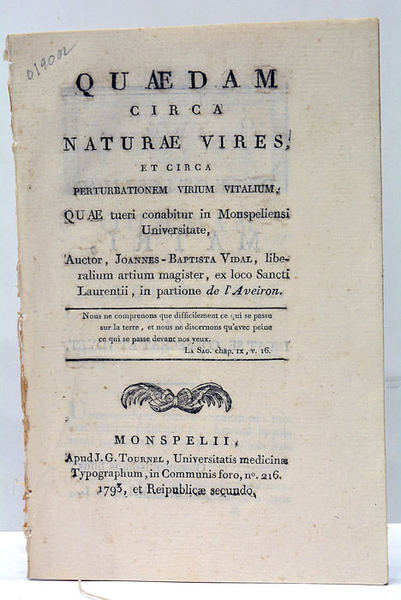 019002
QUÆDAM
CIRCA
NATURÆ VIRES,
ET CIRCA
PERTURBATIONEM VIRIUM VITALIUM;
QUÆ tueri conabitur in Monspeliensi
Universitate,
Auctor, JOANNES-BAPTISTA VIDAL, libe-
ralium artium magister, ex loco Sancti
Laurentii, in partione de l'Aveiron.
Nous ne comprenons que difficilement ce qui se passe
sur la terre, et nous ne discernons qu'avec peine
ce qui se passe devant nos yeux.
LA SAG. chap. IX, v. 16.
MONSPELII,
Apud J. G. TOURNEL, Universitatis medicinæ
Typographum, in Communis foro, nº. 216.
1793, et Reipublicæ secundo.